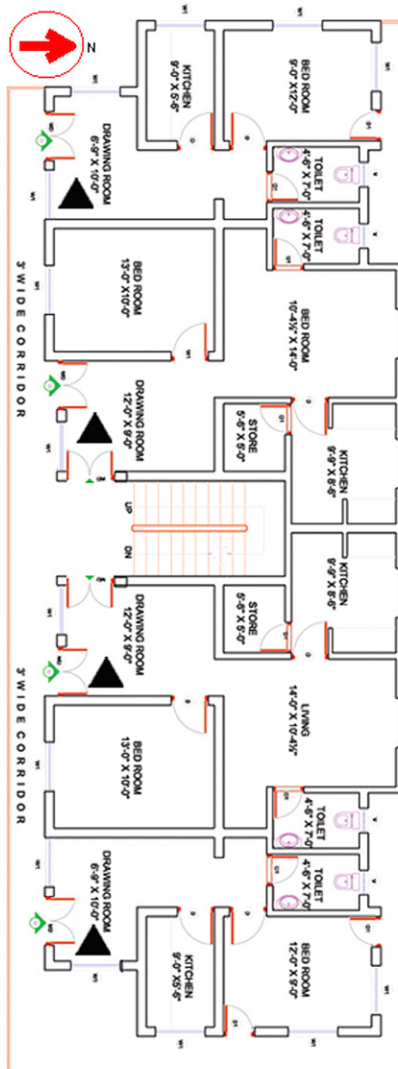 N
KITCHEN
9'-0" X 5'-6"
BED ROOM
9'-0" X12'-0"
DRAWING ROOM
6'-9" X 10'-0"
TOILET
4'-6" X 7'-0"
TOILET
4'-6" X 7'-0"
BED ROOM
13'-0" X10'-0"
BED ROOM
10'-4½" X 14'-0"
3' WIDE CORRIDOR
DRAWING ROOM
12'-0" X 9'-0"
STORE
5'-6" X 5'-0"
KITCHEN
9'-9" X 8'-6"
UP
DN
KITCHEN
9'-9" X 8'-6"
STORE
5'-6" X 5'-0"
DRAWING ROOM
12'-0" X 9'-0"
LIVING
14'-0" X 10'-4½"
3' WIDE CORRIDOR
BED ROOM
13'-0" X 10'-0"
TOILET
4'-6" X 7'-0"
TOILET
4'-6" X 7'-0"
DRAWING ROOM
6'-9" X 10'-0"
KITCHEN
9'-0" X5'-6"
BED ROOM
12'-0" X 9'-0"